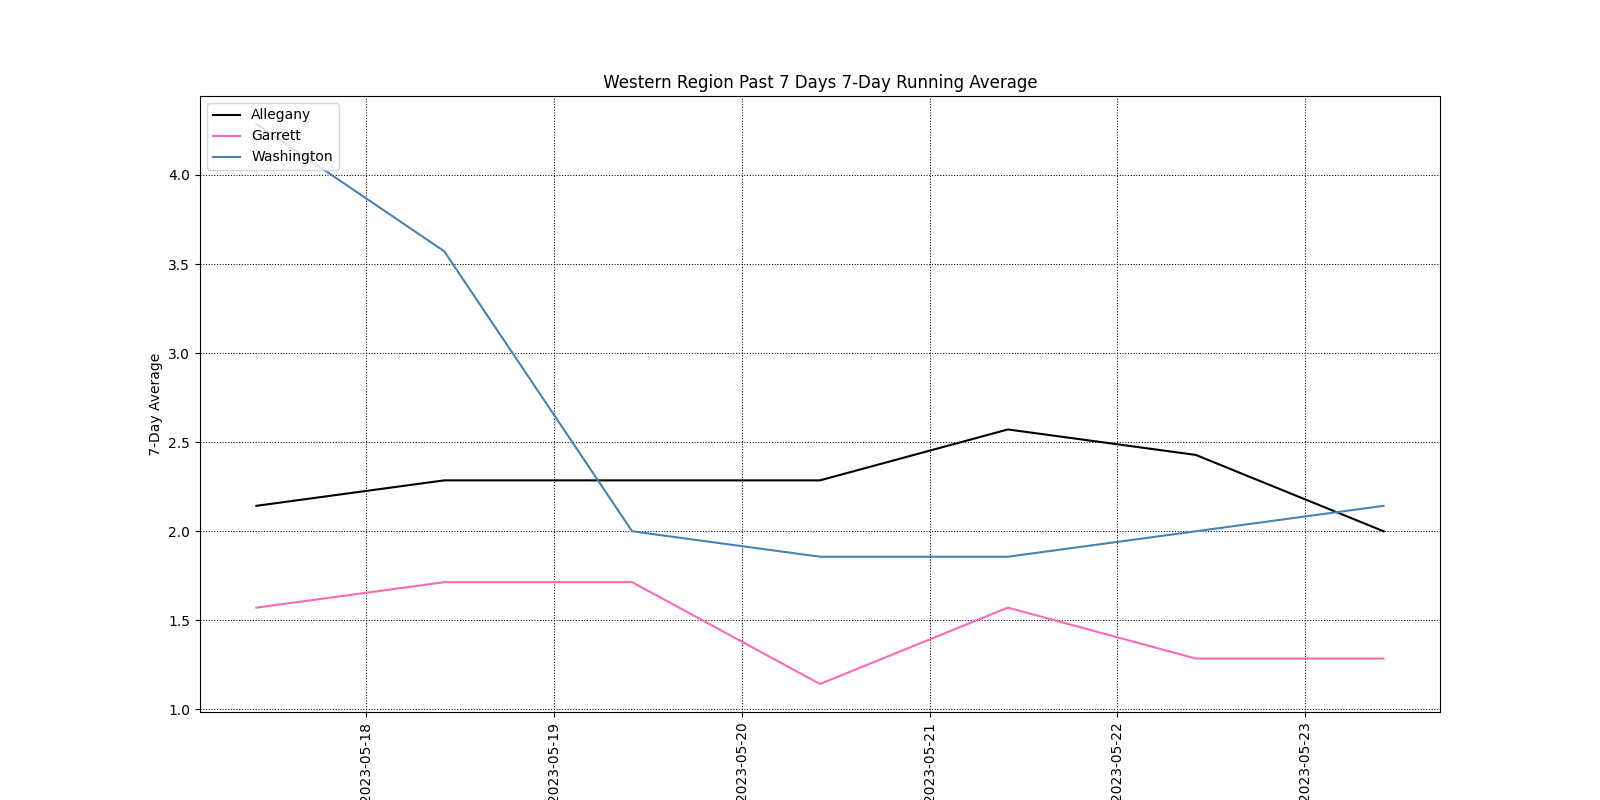 Western Region Past 7 Days 7-Day Running Average
Allegany
Garrett
Washington
7-Day Average
4.0
3.5
3.0
2.5
2.0
1.5
1.0
2023-05-18
2023-05-19
2023-05-20
2023-05-21
2023-05-22
2023-05-23